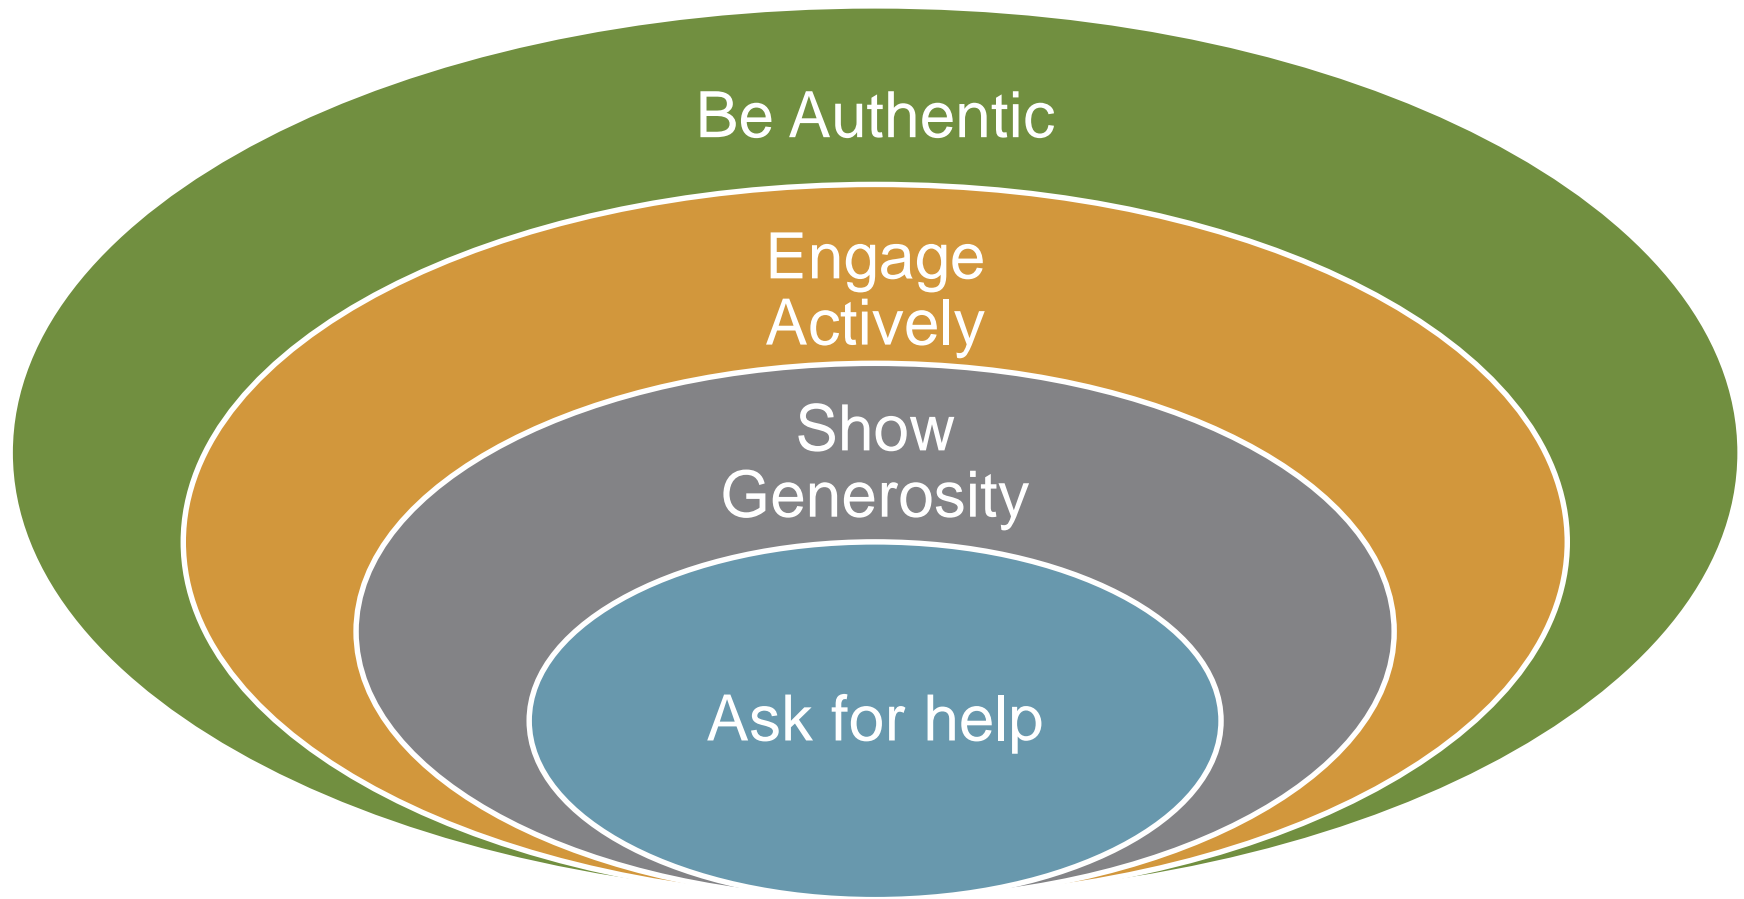 Be Authentic
Engage
Actively
Show
Generosity
Ask for help